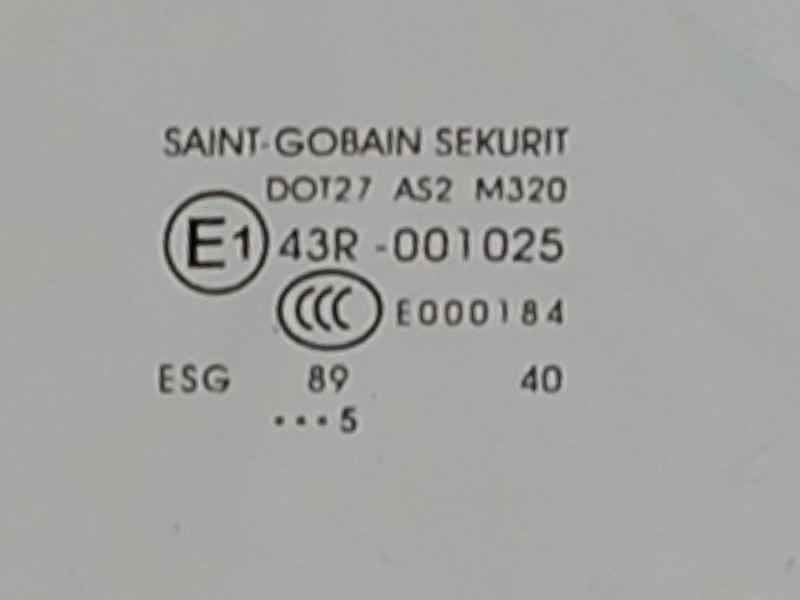 SAINT-GOBAIN SEKURIT
DOT27 AS2 M320
E1 43R -001025
CCC E000184
ESG 89 40
...5